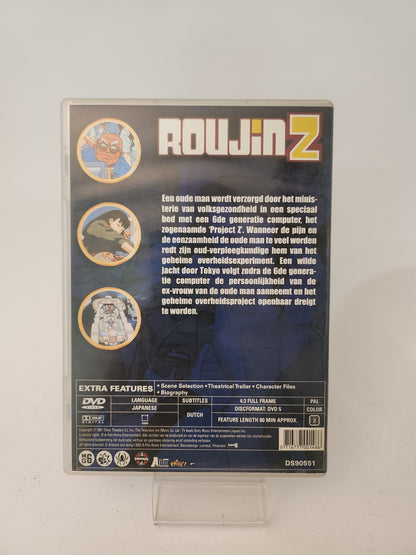 ROUJIN Z
Een oude man wordt verzorgd door het minis-
terie van volksgezondheid in een speciaal
bed met een 6de generatie computer, het
zogenaamde 'Project Z'. Wanneer de pijn en
de eenzaamheid de oude man te veel worden
redt zijn oud-verpleegkundige hem van het
geheime overheidsexperiment. Een wilde
jacht door Tokyo volgt zodra de 6de genera-
tie computer de persoonlijkheid van de
ex-vrouw van de oude man aanneemt en het
geheime overheidsproject openbaar dreigt
te worden.
EXTRA FEATURES • Scene Selection • Theatrical Trailer • Character Files
• Biography
DVD LANGUAGE SUBTITLES 4:3 FULL FRAME PAL
JAPANESE DUTCH DISCFORMAT: DVD 5 COLOR
DIGITAL FEATURE LENGTH 80 MIN APPROX. 2
DS90551